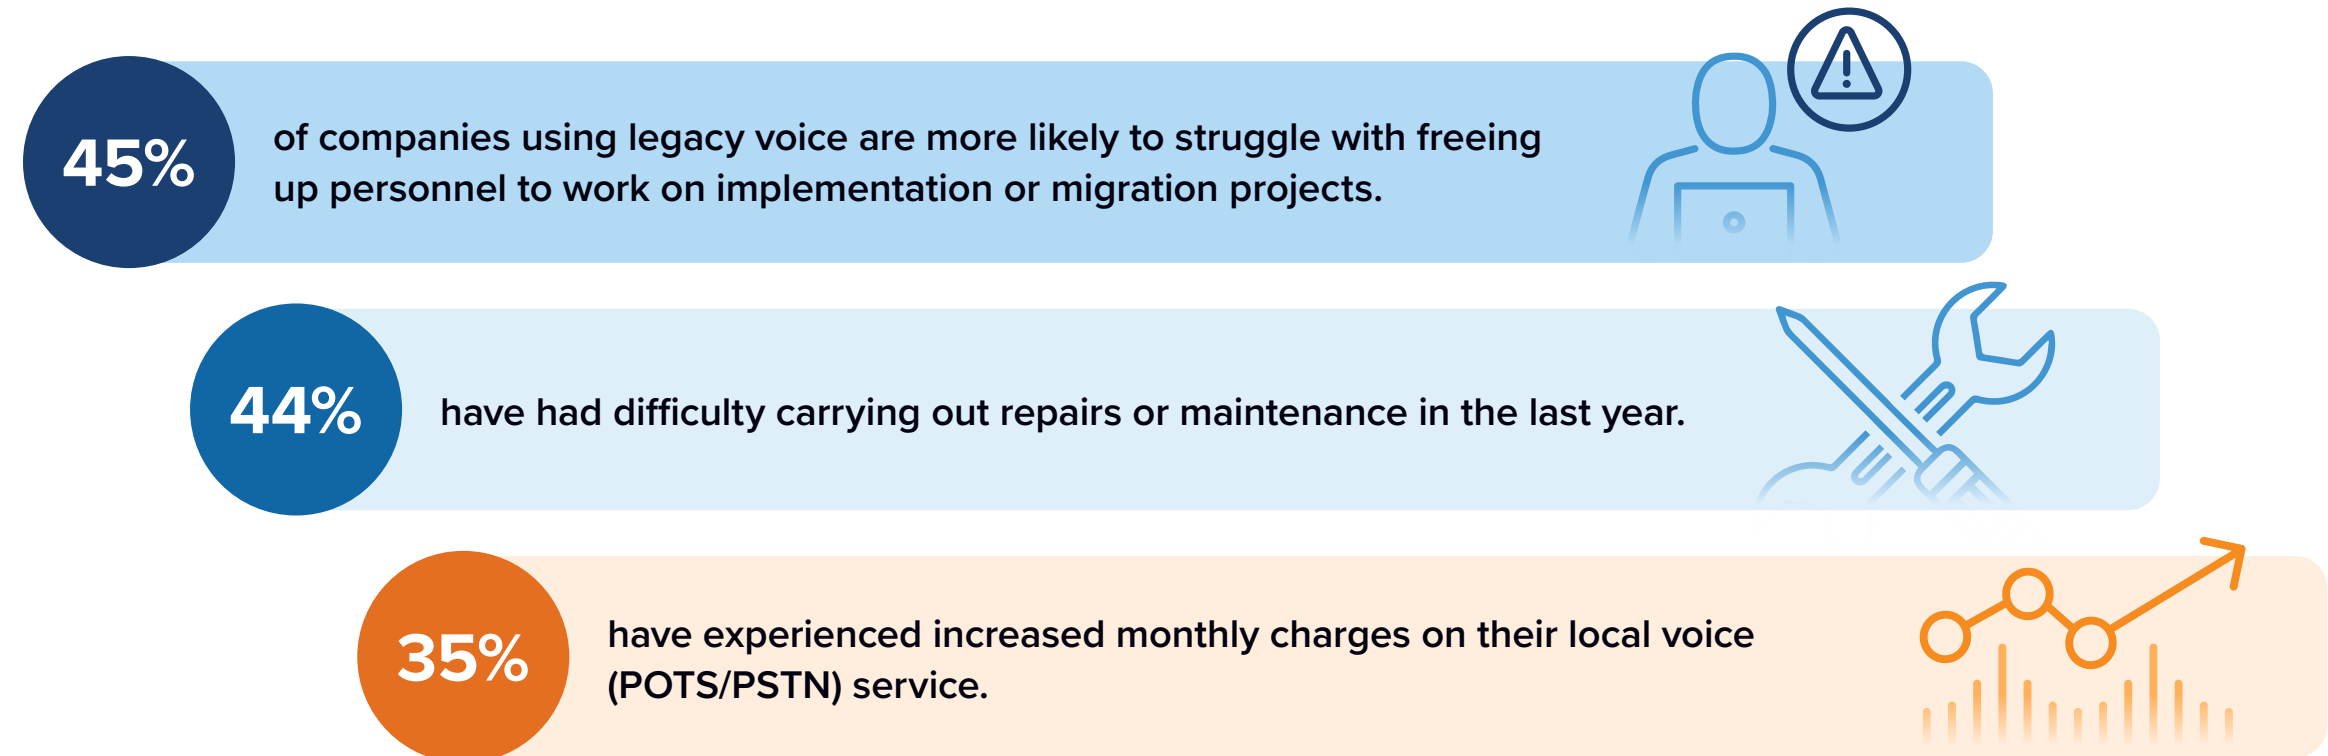 45%
of companies using legacy voice are more likely to struggle with freeing
up personnel to work on implementation or migration projects.
44%
have had difficulty carrying out repairs or maintenance in the last year.
35%
have experienced increased monthly charges on their local voice
(POTS/PSTN) service.